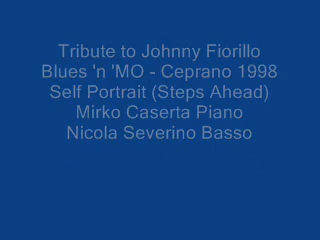 Tribute to Johnny Fiorillo
Blues 'n 'MO - Ceprano 1998
Self Portrait (Steps Ahead)
Mirko Caserta Piano
Nicola Severino Basso